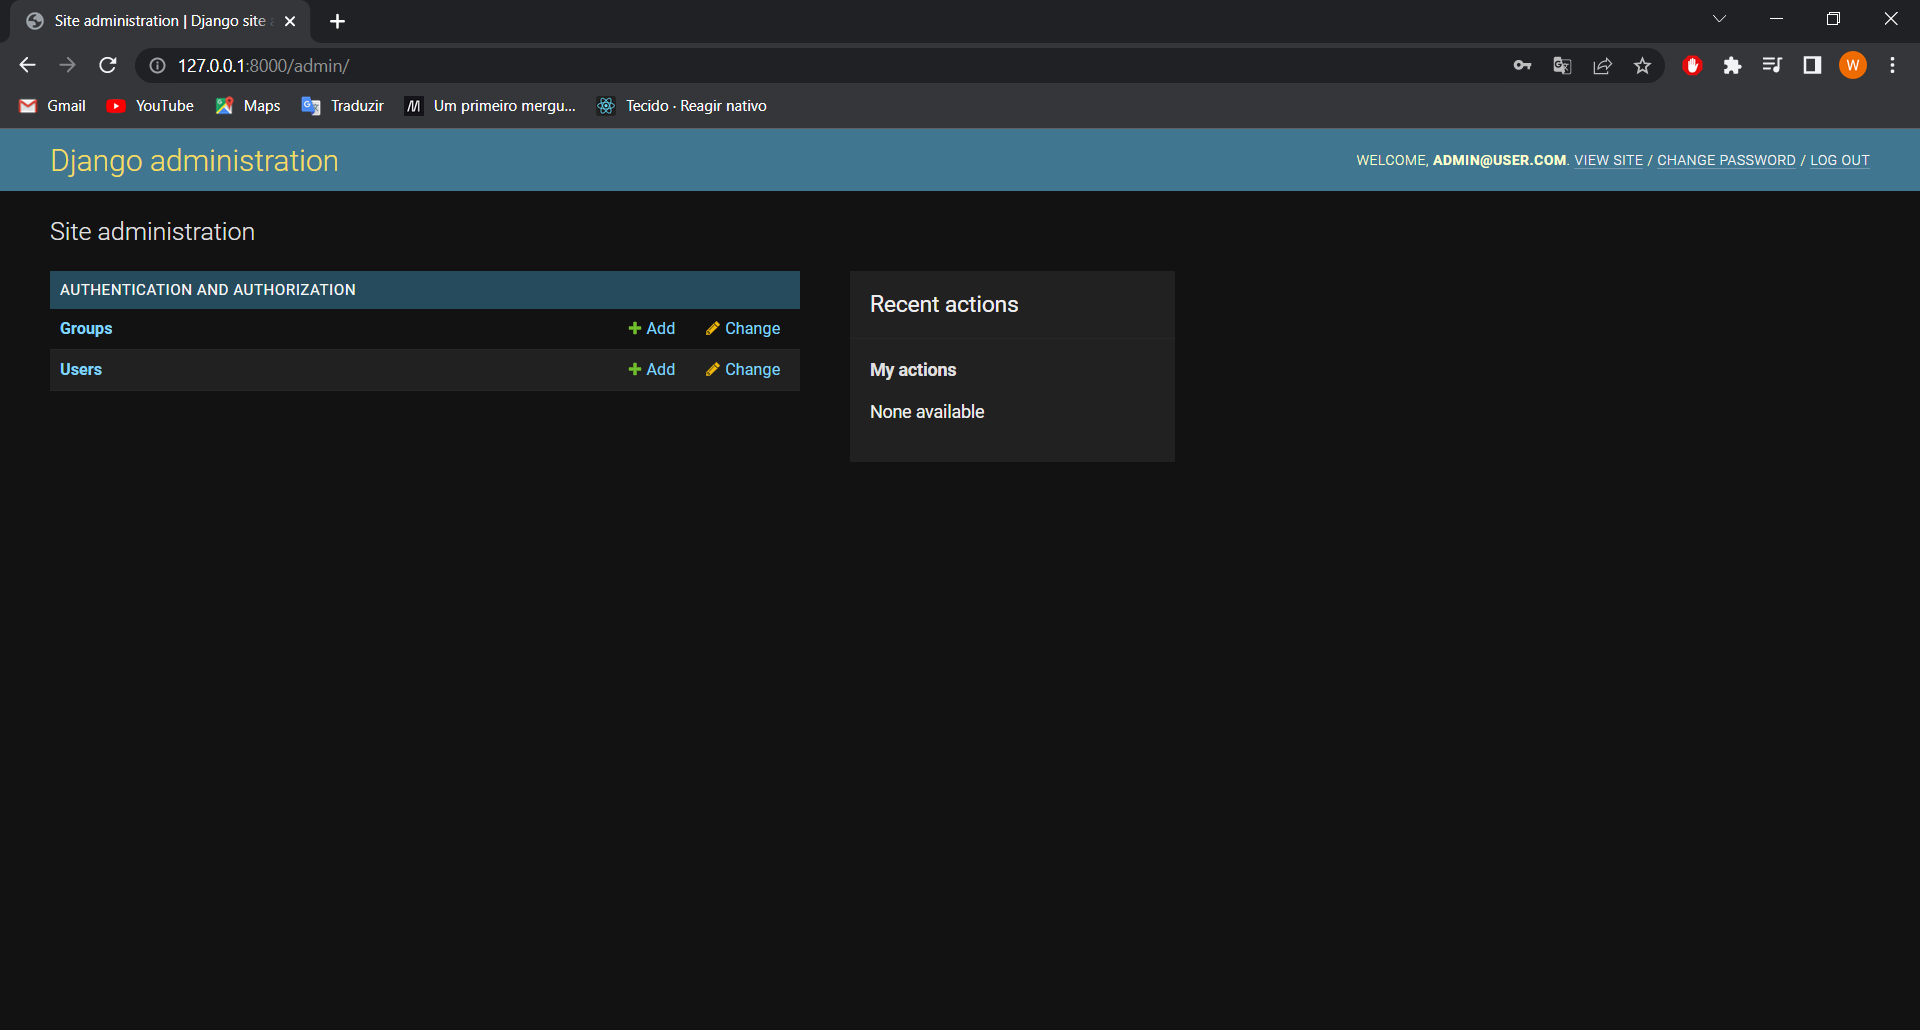 Site administration | Django site
127.0.0.1:8000/admin/
W
Gmail
YouTube
Maps
Traduzir
Um primeiro mergu...
Tecido · Reagir nativo
Django administration
WELCOME, ADMIN@USER.COM. VIEW SITE / CHANGE PASSWORD / LOG OUT
Site administration
AUTHENTICATION AND AUTHORIZATION
Groups
Add
Change
Users
Add
Change
Recent actions
My actions
None available